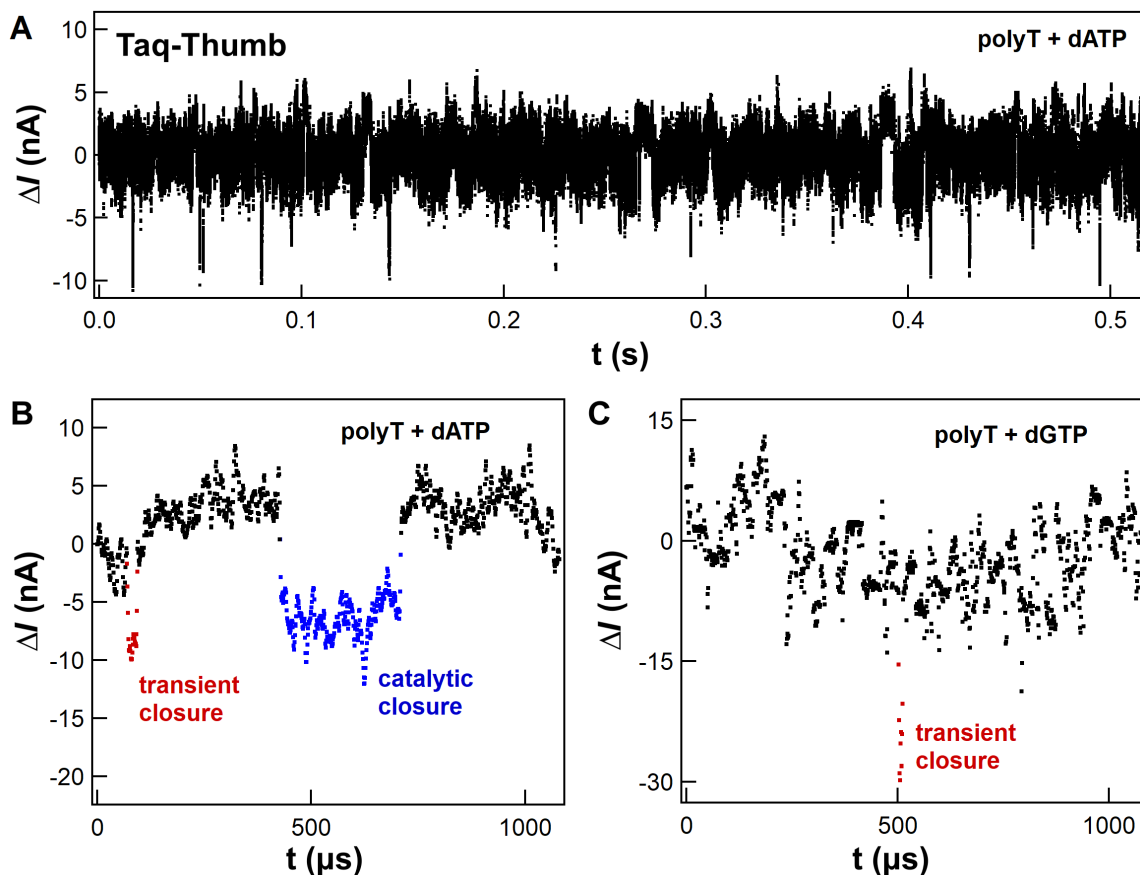 A
Taq-Thumb
polyT + dATP
10
5
0
-5
-10
ΔI (nA)
0.0 0.1 0.2 0.3 0.4 0.5
t (s)
B
polyT + dATP
10
5
0
-5
-10
-15
-20
ΔI (nA)
transient
closure
catalytic
closure
0 500 1000
t (µs)
C
polyT + dGTP
15
0
-15
-30
ΔI (nA)
transient
closure
0 500 1000
t (µs)